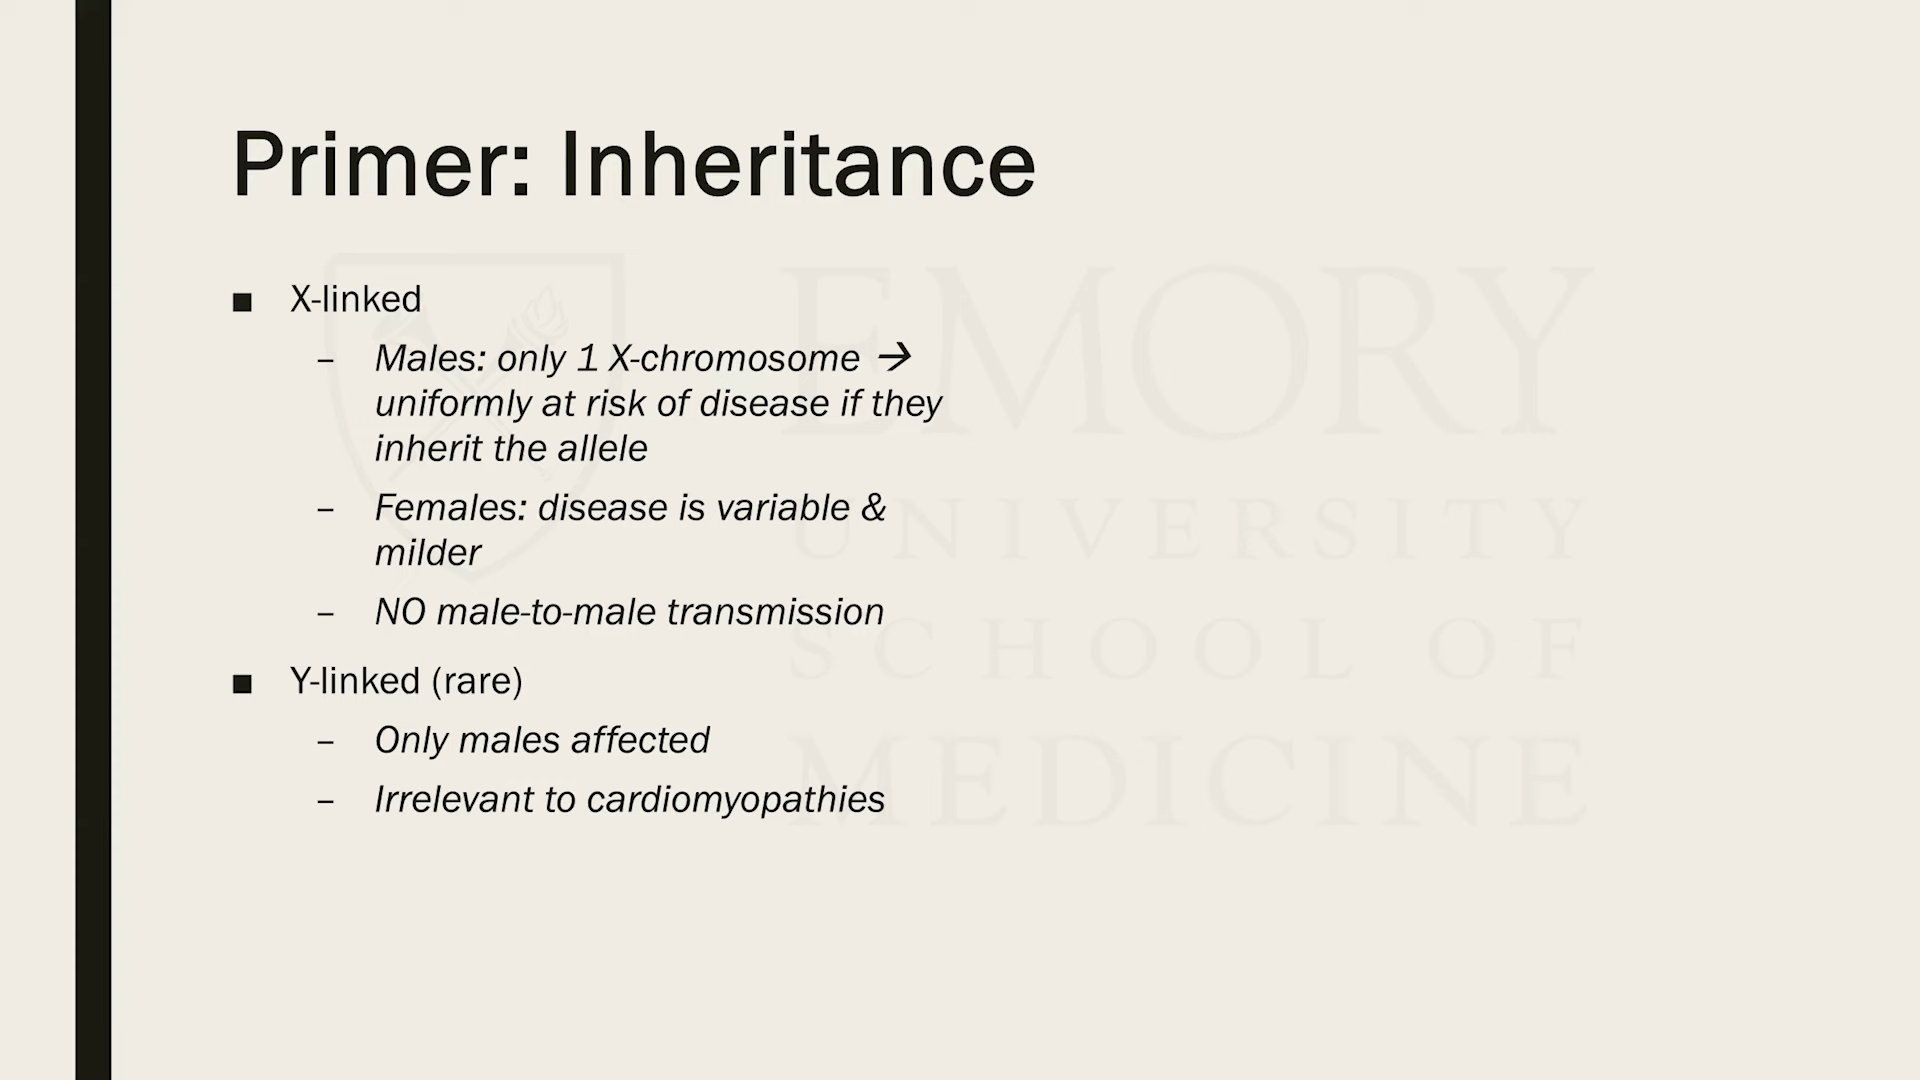 Primer: Inheritance
■ X-linked
– Males: only 1 X-chromosome →
uniformly at risk of disease if they
inherit the allele
– Females: disease is variable &
milder
– NO male-to-male transmission
■ Y-linked (rare)
– Only males affected
– Irrelevant to cardiomyopathies
EMORY
UNIVERSITY
SCHOOL OF
MEDICINE